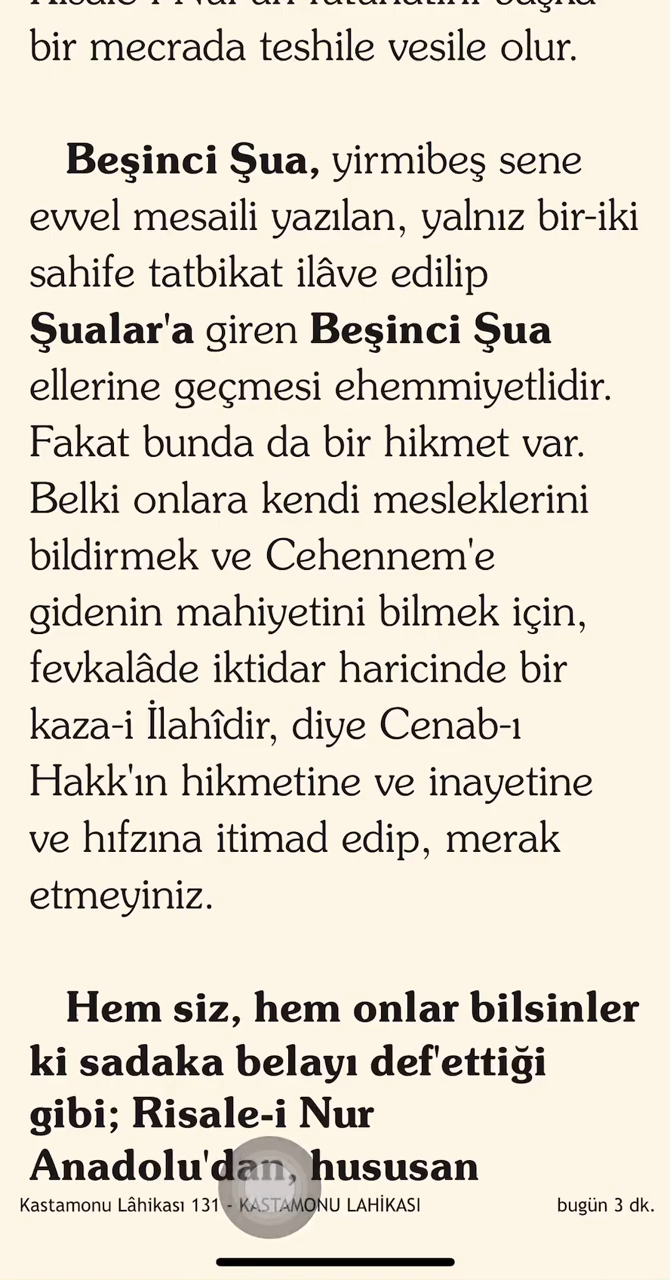 bir mecrada teshile vesile olur.
Beşinci Şua, yirmibeş sene
evvel mesaili yazılan, yalnız bir-iki
sahife tatbikat ilâve edilip
Şualar'a giren Beşinci Şua
ellerine geçmesi ehemmiyetlidir.
Fakat bunda da bir hikmet var.
Belki onlara kendi mesleklerini
bildirmek ve Cehennem'e
gidenin mahiyetini bilmek için,
fevkalâde iktidar haricinde bir
kaza-i İlahîdir, diye Cenab-ı
Hakk'ın hikmetine ve inayetine
ve hıfzına itimad edip, merak
etmeyiniz.
Hem siz, hem onlar bilsinler
ki sadaka belayı def'ettiği
gibi; Risale-i Nur
Anadolu'dan, hususan
Kastamonu Lâhikası 131 - KASTAMONU LAHİKASI bugün 3 dk.